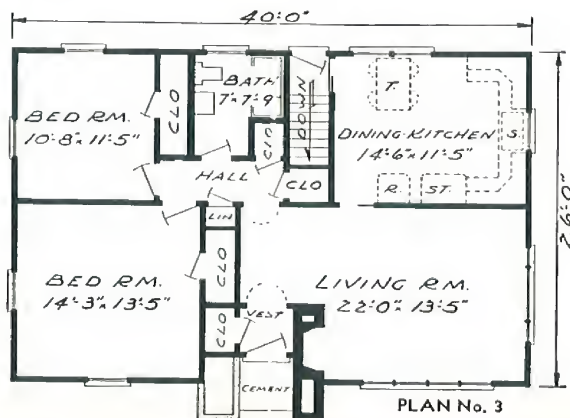 40'-0"
BED RM.
10'-8" x 11'-5"
CLO
BATH
7' x 7'-9"
CLO
DOWN
T.
DINING-KITCHEN
14'-6" x 11'-5"
S.
R.
ST.
HALL
CLO
LIN
26'-0"
BED RM.
14'-3" x 13'-5"
CLO
CLO
VEST
LIVING RM.
22'-0" x 13'-5"
CEMENT
PLAN No. 3